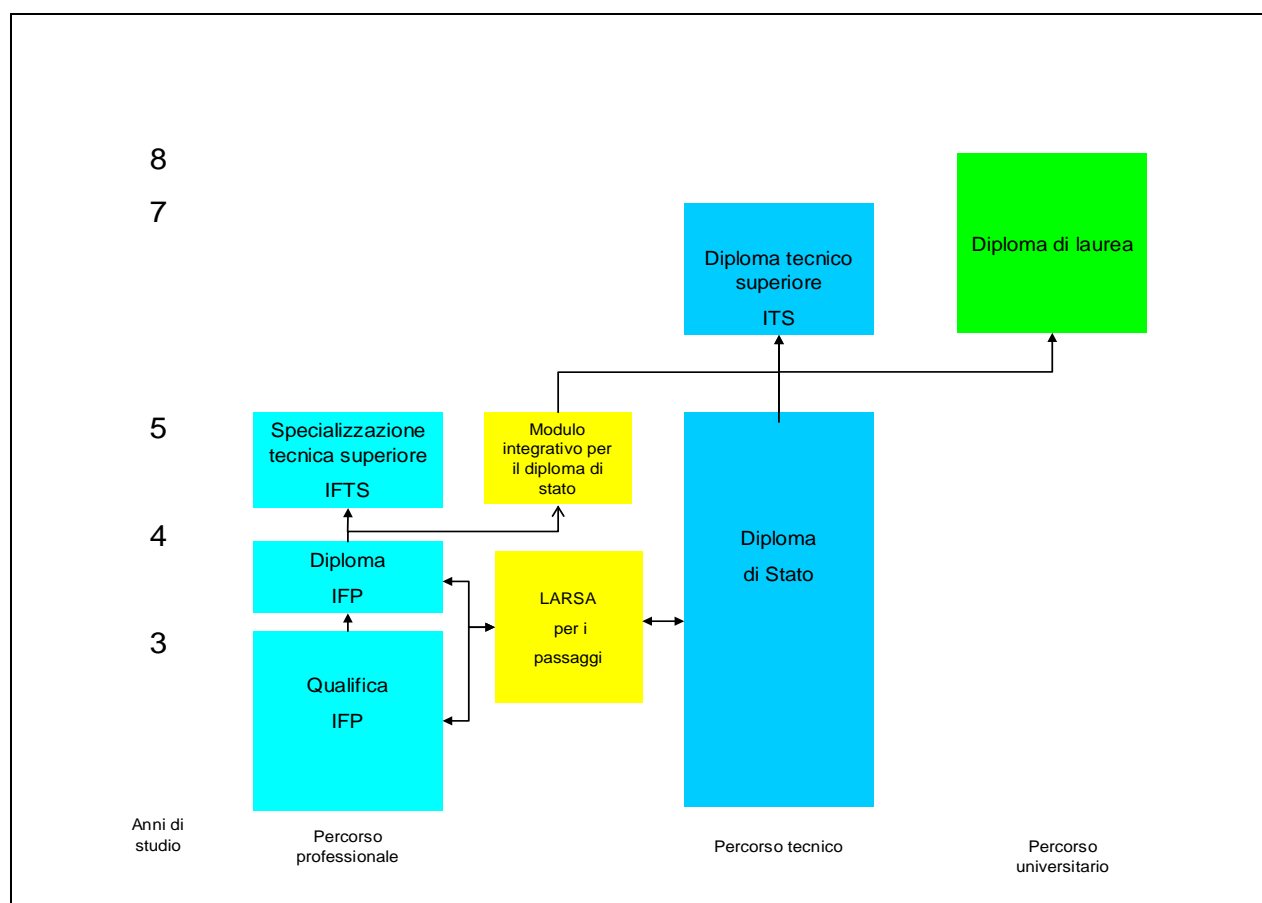 8
7
5
4
3
Anni di
studio
Specializzazione
tecnica superiore
IFTS
Diploma
IFP
Qualifica
IFP
Percorso
professionale
Modulo
integrativo per
il diploma di
stato
LARSA
per i
passaggi
Diploma tecnico
superiore
ITS
Diploma
di Stato
Percorso tecnico
Diploma di laurea
Percorso
universitario